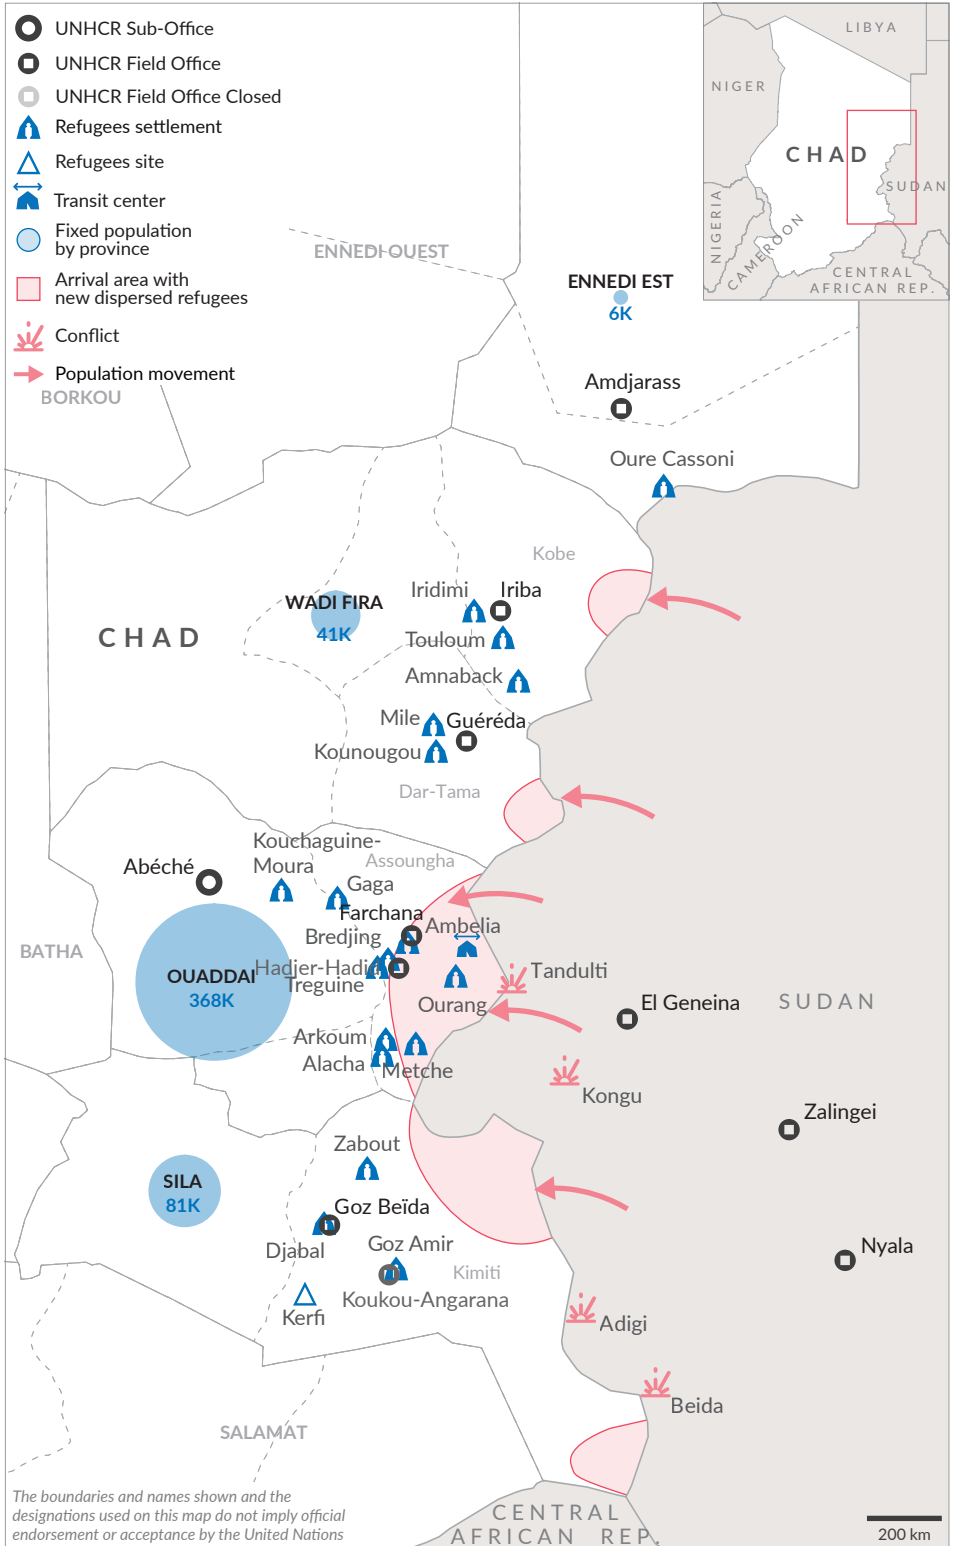 UNHCR Sub-Office
UNHCR Field Office
UNHCR Field Office Closed
Refugees settlement
Refugees site
Transit center
Fixed population
by province
Arrival area with
new dispersed refugees
Conflict
Population movement
LIBYA
NIGER
CHAD
SUDAN
NIGERIA
CAMEROON
CENTRAL
AFRICAN REP.
ENNEDI OUEST
ENNEDI EST
6K
BORKOU
Amdjarass
Oure Cassoni
Kobe
Iridimi
Iriba
WADI FIRA
41K
CHAD
Touloum
Amnaback
Mile
Guéréda
Kounougou
Dar-Tama
Kouchaguine-
Moura
Assoungha
Abéché
Gaga
Farchana
Ambelia
Bredjing
BATHA
Hadjer-Hadid
Treguine
OUADDAI
368K
Tandulti
Ourang
El Geneina
SUDAN
Arkoum
Alacha
Metche
Kongu
Zalingei
Zabout
SILA
81K
Goz Beïda
Djabal
Goz Amir
Kimiti
Nyala
Koukou-Angarana
Kerfi
Adigi
Beida
SALAMAT
The boundaries and names shown and the
designations used on this map do not imply official
endorsement or acceptance by the United Nations
CENTRAL
AFRICAN REP.
200 km